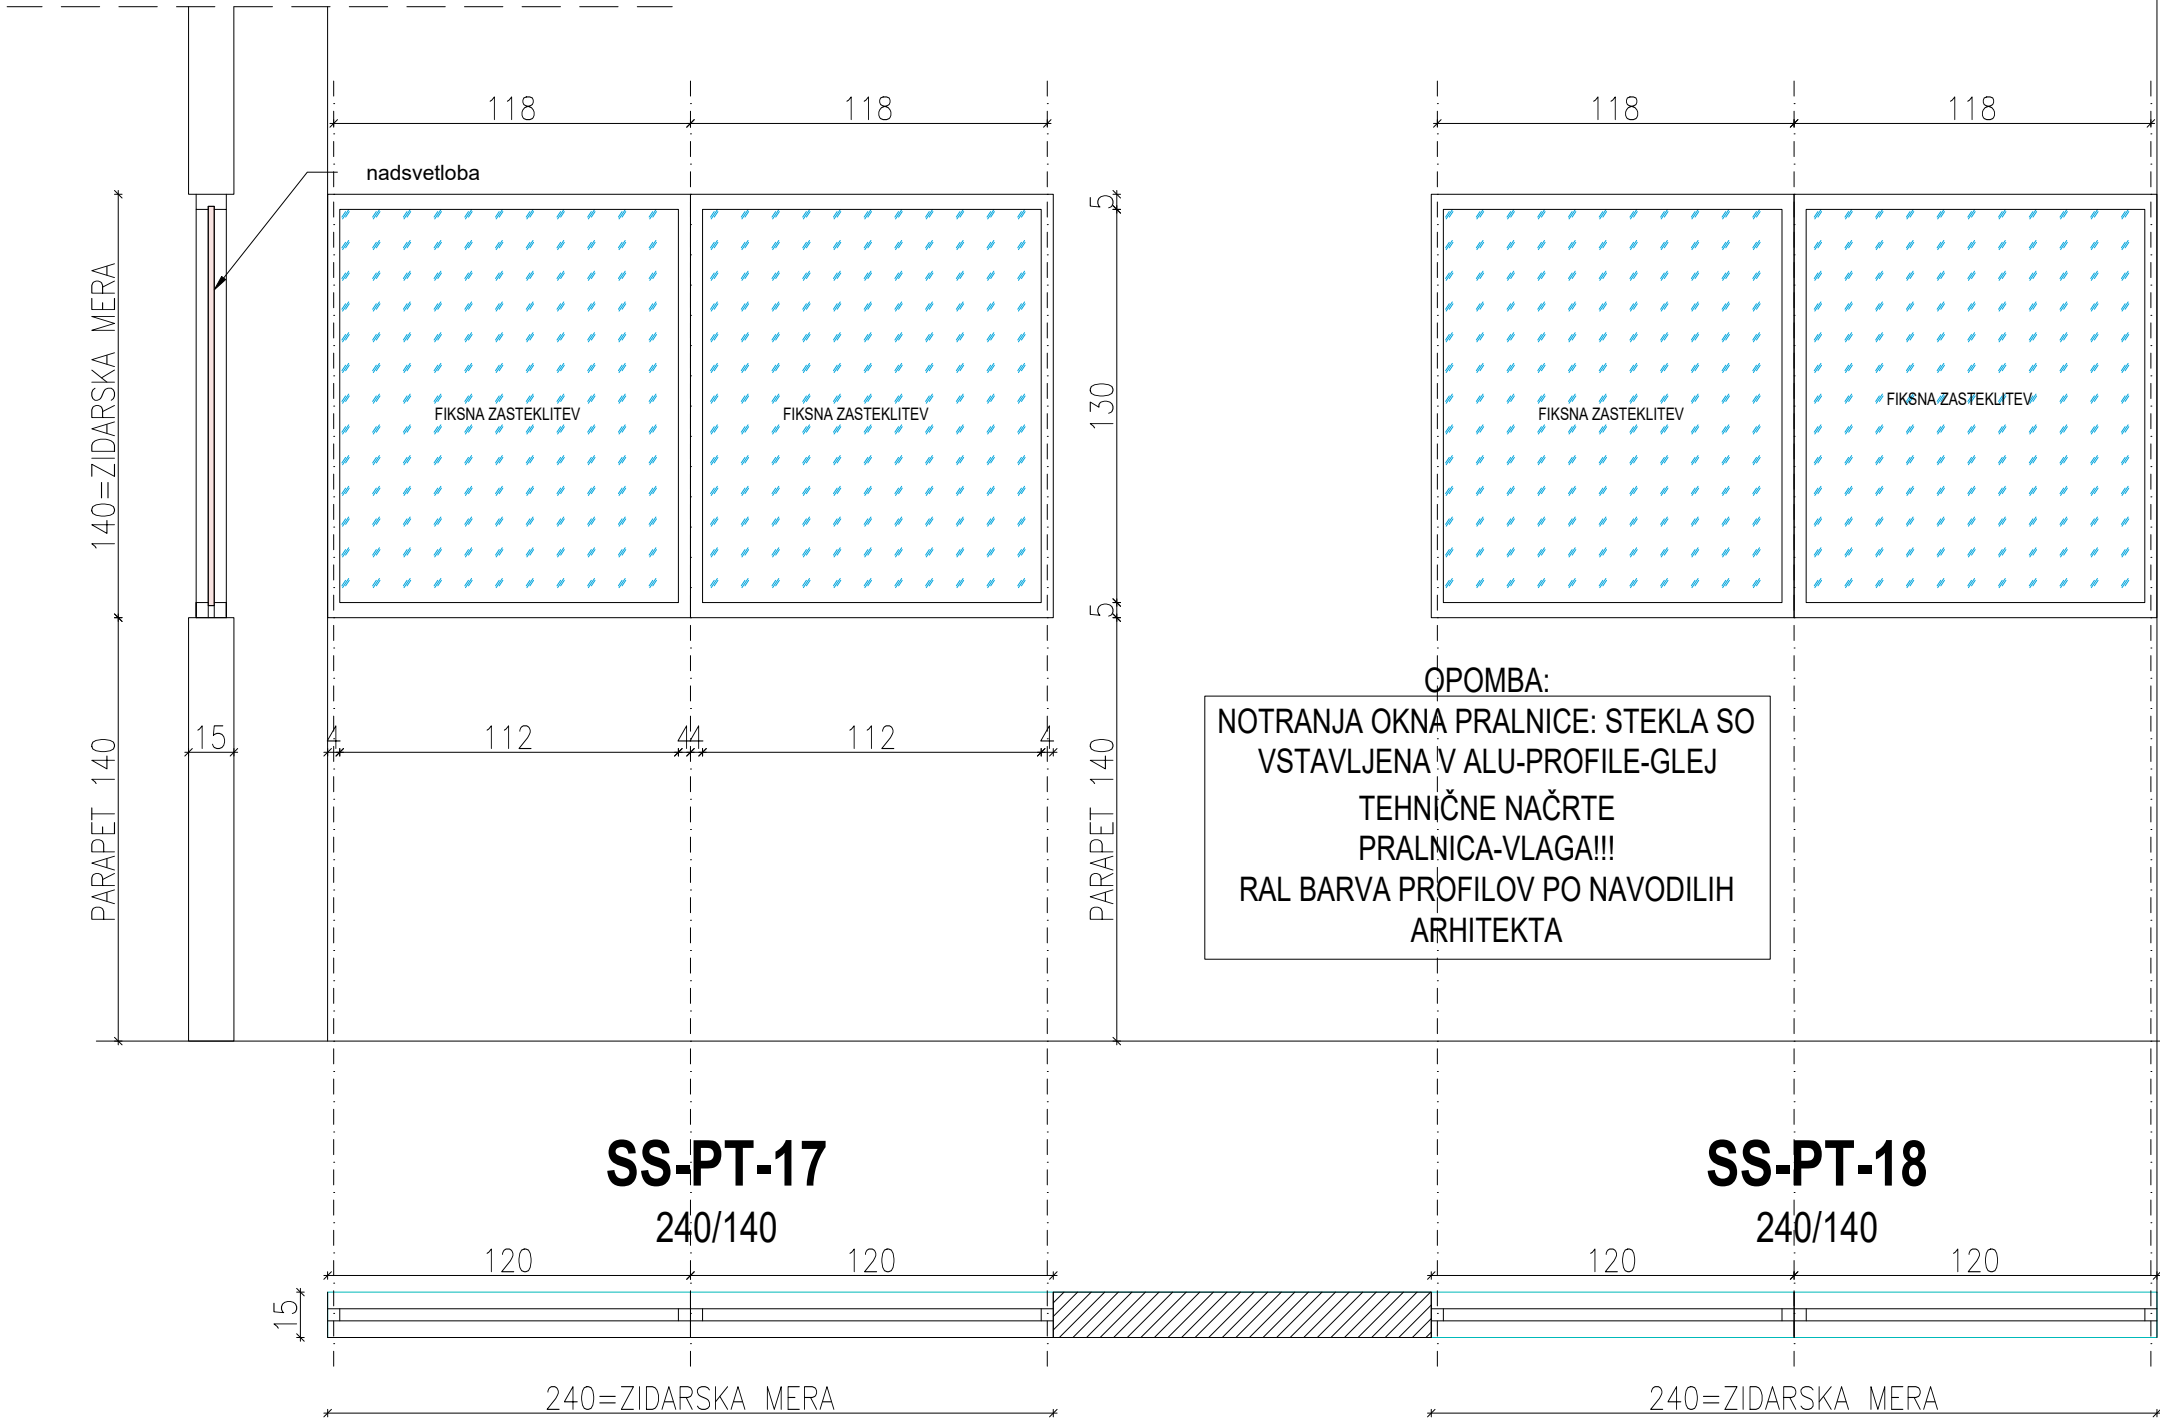 118 118 118 118
nadsvetloba
5
140=ZIDARSKA MERA
130
FIKSNA ZASTEKLITEV FIKSNA ZASTEKLITEV FIKSNA ZASTEKLITEV FIKSNA ZASTEKLITEV
5
OPOMBA:
NOTRANJA OKNA PRALNICE: STEKLA SO
VSTAVLJENA V ALU-PROFILE-GLEJ
TEHNIČNE NAČRTE
PRALNICA-VLAGA!!!
RAL BARVA PROFILOV PO NAVODILIH
ARHITEKTA
15 4 112 4 4 112 4
PARAPET 140
PARAPET 140
SS-PT-17
240/140
SS-PT-18
240/140
120 120 120 120
15
240=ZIDARSKA MERA 240=ZIDARSKA MERA